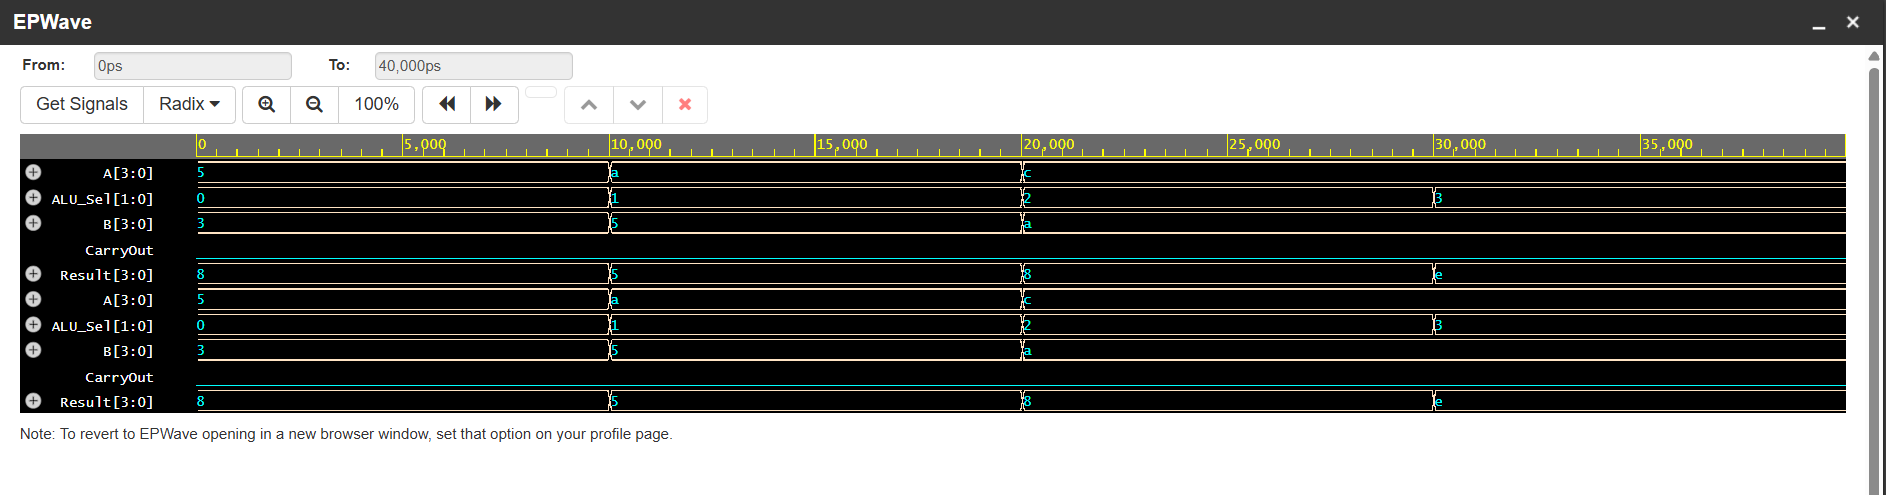 EPWave
From: 0ps To: 40,000ps
Get Signals Radix 100%
0 5,000 10,000 15,000 20,000 25,000 30,000 35,000
A[3:0] 5 a c
ALU_Sel[1:0] 0 1 2 3
B[3:0] 3 5 a
CarryOut
Result[3:0] 8 5 8 e
A[3:0] 5 a c
ALU_Sel[1:0] 0 1 2 3
B[3:0] 3 5 a
CarryOut
Result[3:0] 8 5 8 e
Note: To revert to EPWave opening in a new browser window, set that option on your profile page.